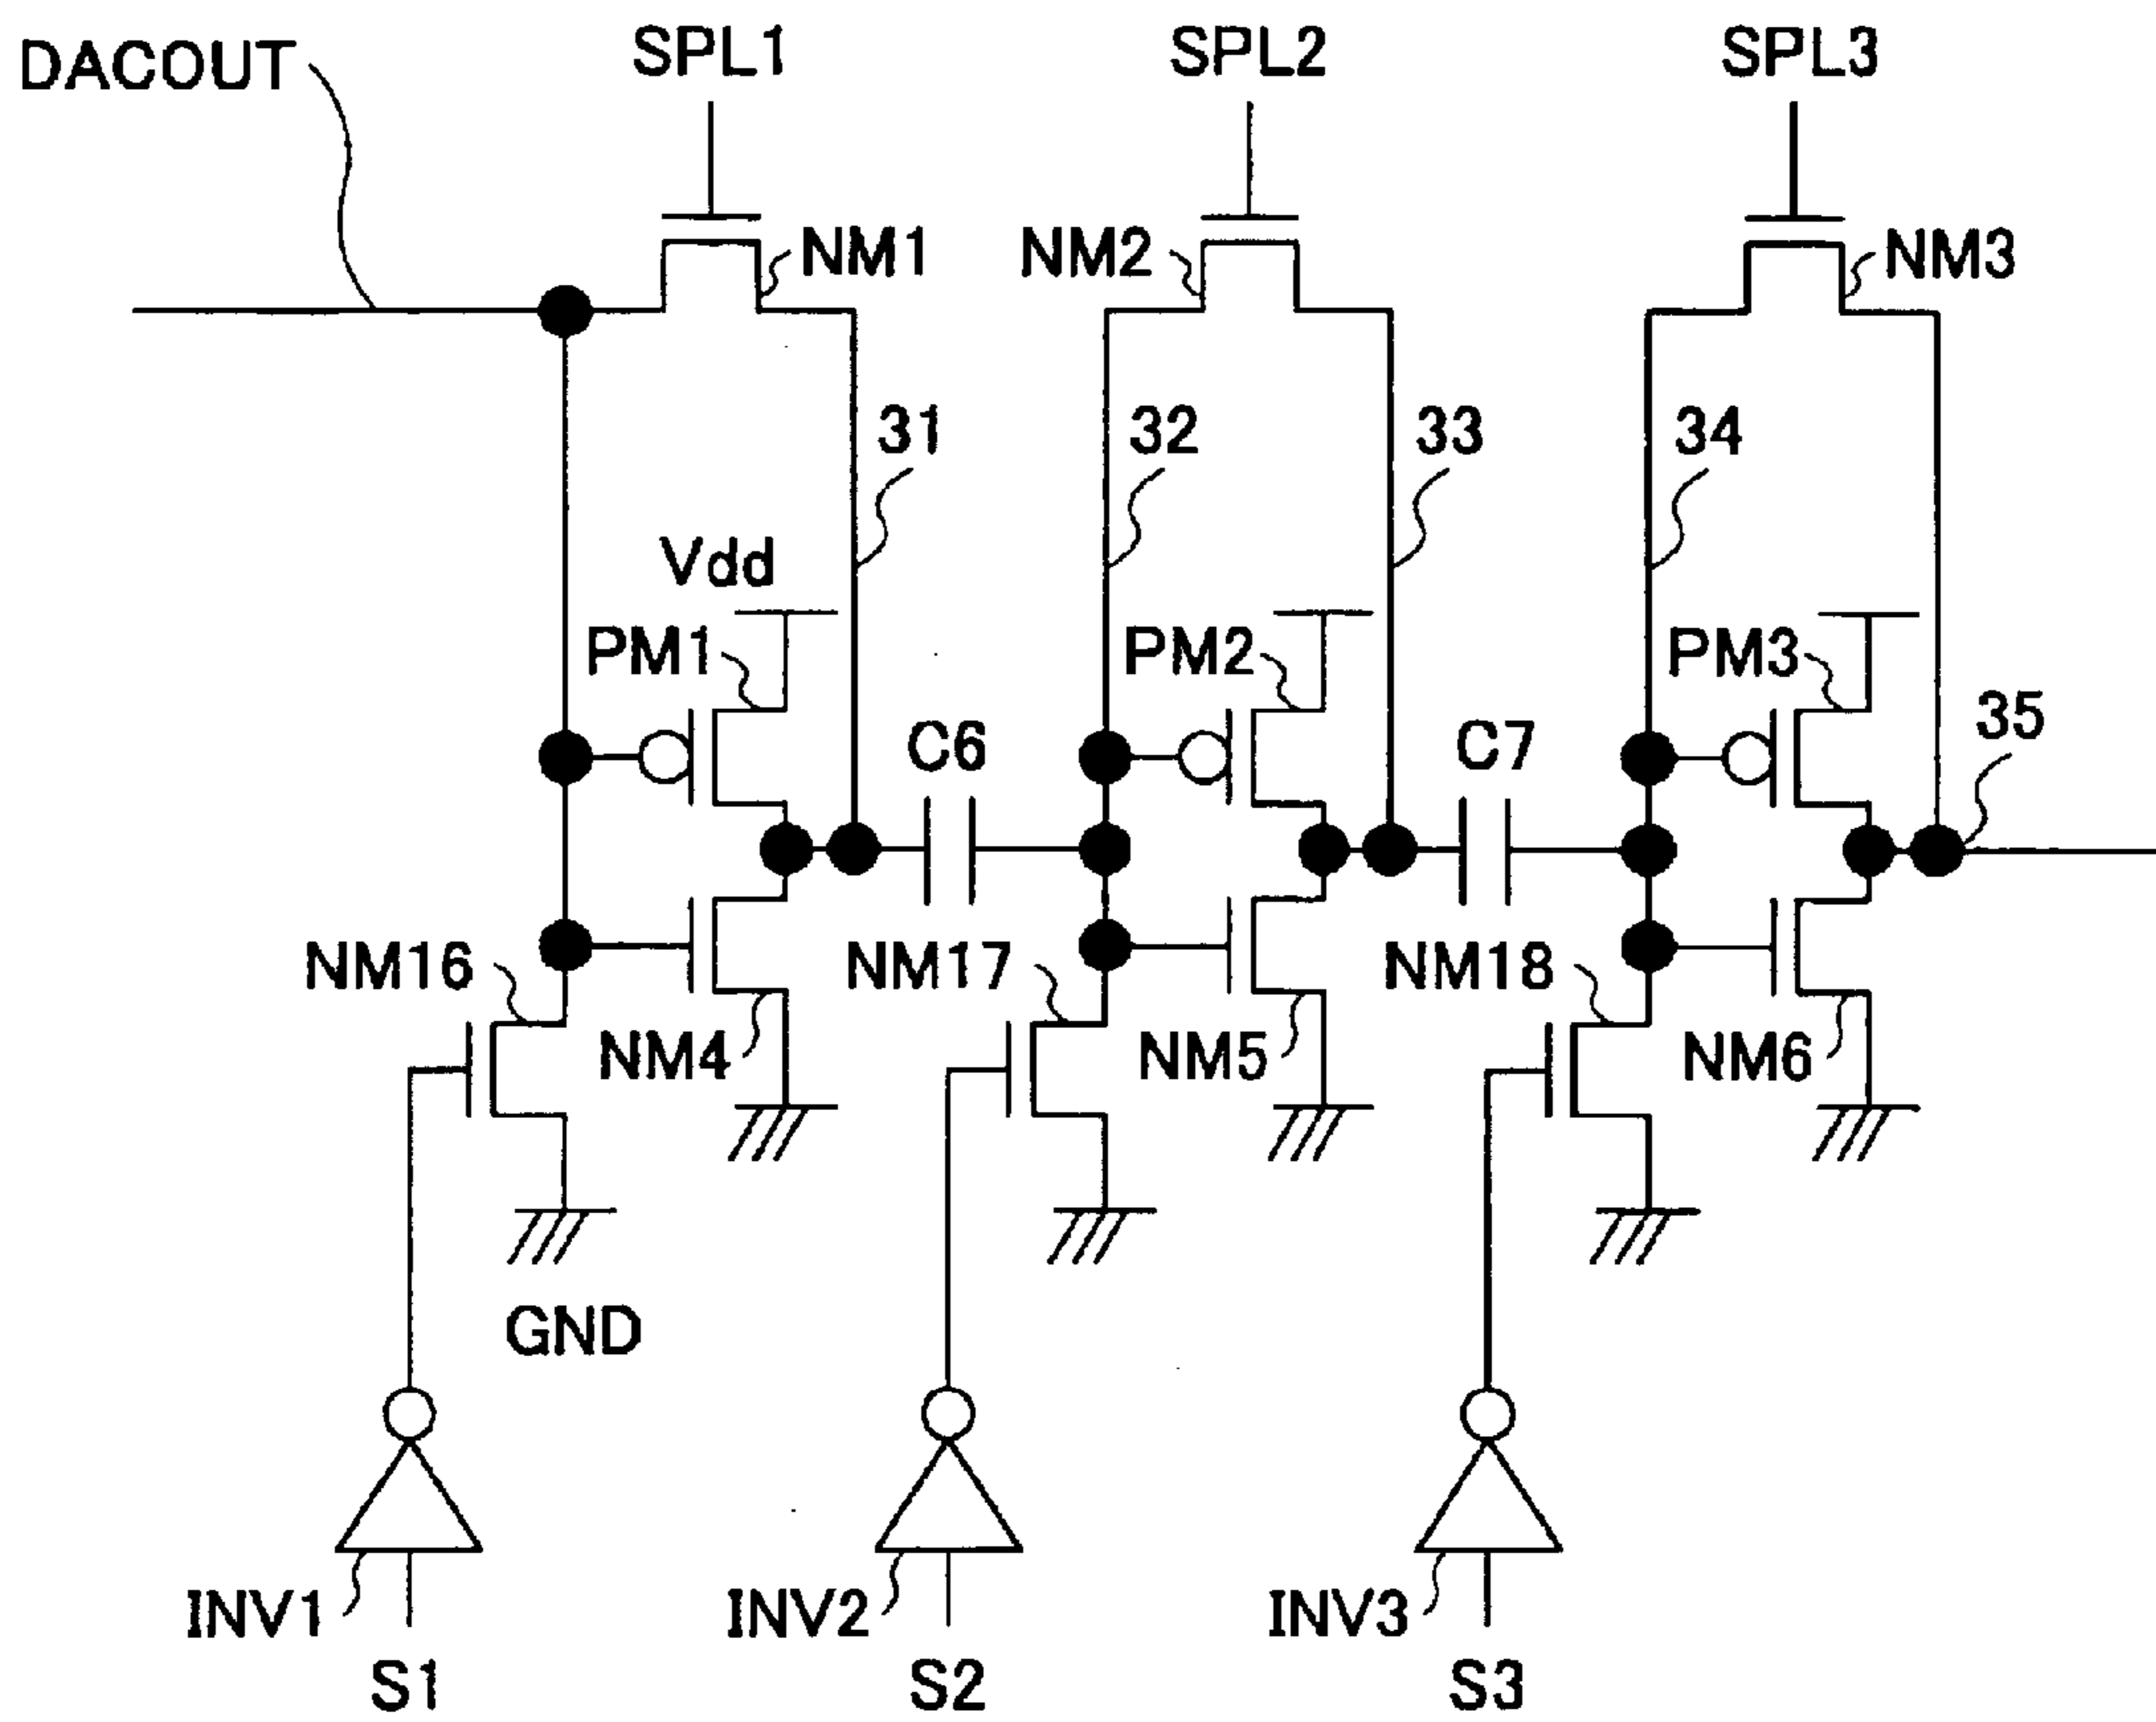 DACOUT
SPL1
SPL2
SPL3
NM1
NM2
NM3
31
32
33
34
Vdd
PM1
PM2
PM3
35
C6
C7
NM16
NM17
NM18
NM4
NM5
NM6
GND
INV1
INV2
INV3
S1
S2
S3